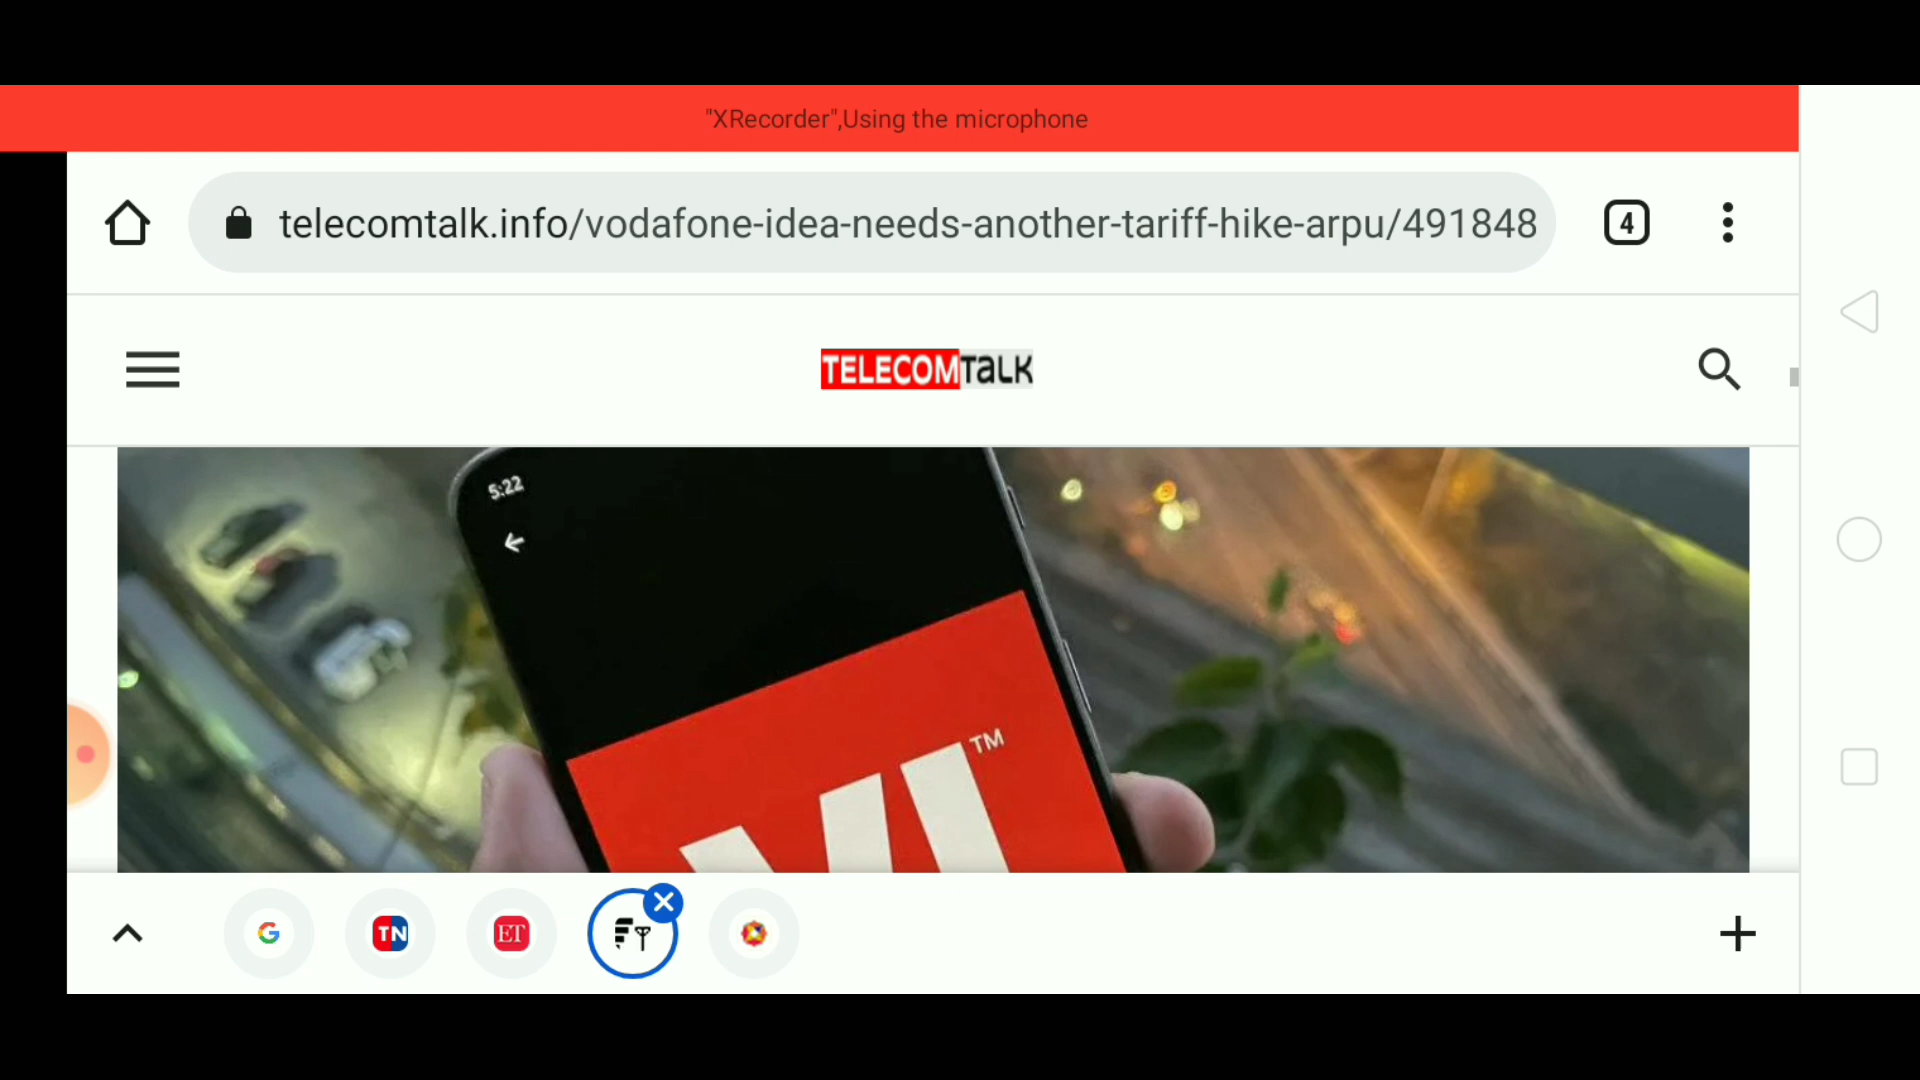 "XRecorder",Using the microphone
telecomtalk.info/vodafone-idea-needs-another-tariff-hike-arpu/491848
4
TELECOMTALK
5:22
VI™
G
TN
ET